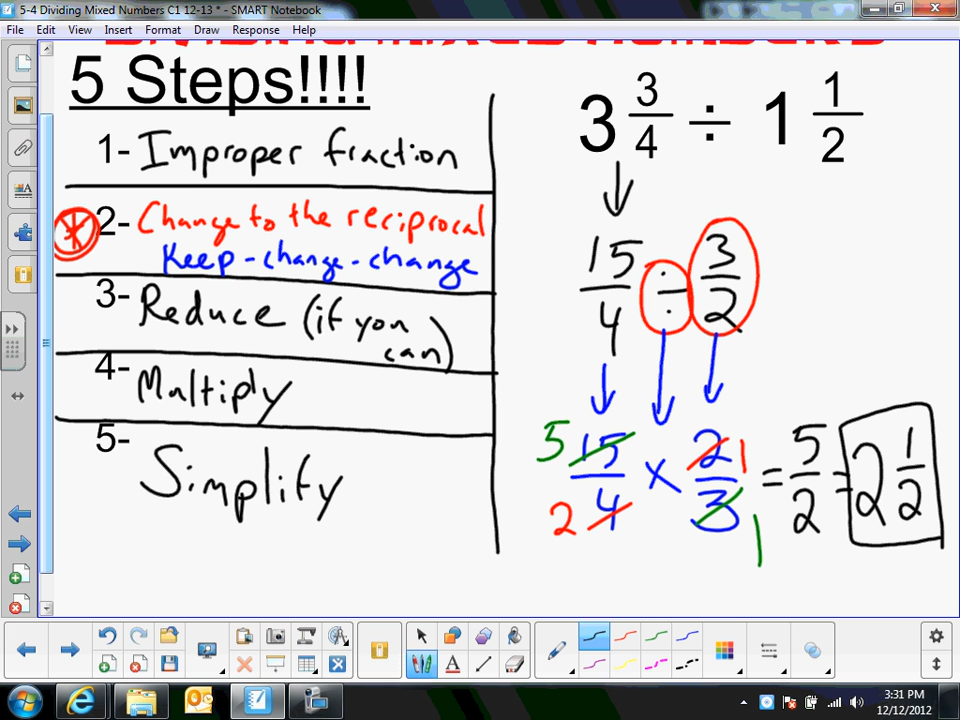 5-4 Dividing Mixed Numbers C1 12-13 * - SMART Notebook
File Edit View Insert Format Draw Response Help
5 Steps!!!!
1- Improper fraction
2- Change to the reciprocal
Keep-change-change
3- Reduce (if you
can)
4- Multiply
5-
Simplify
3 3/4 ÷ 1 1/2
15/4 ÷ 3/2
5 15/4 2 × 2/3 1 1 = 5/2 = 2 1/2
A
3:31 PM
12/12/2012